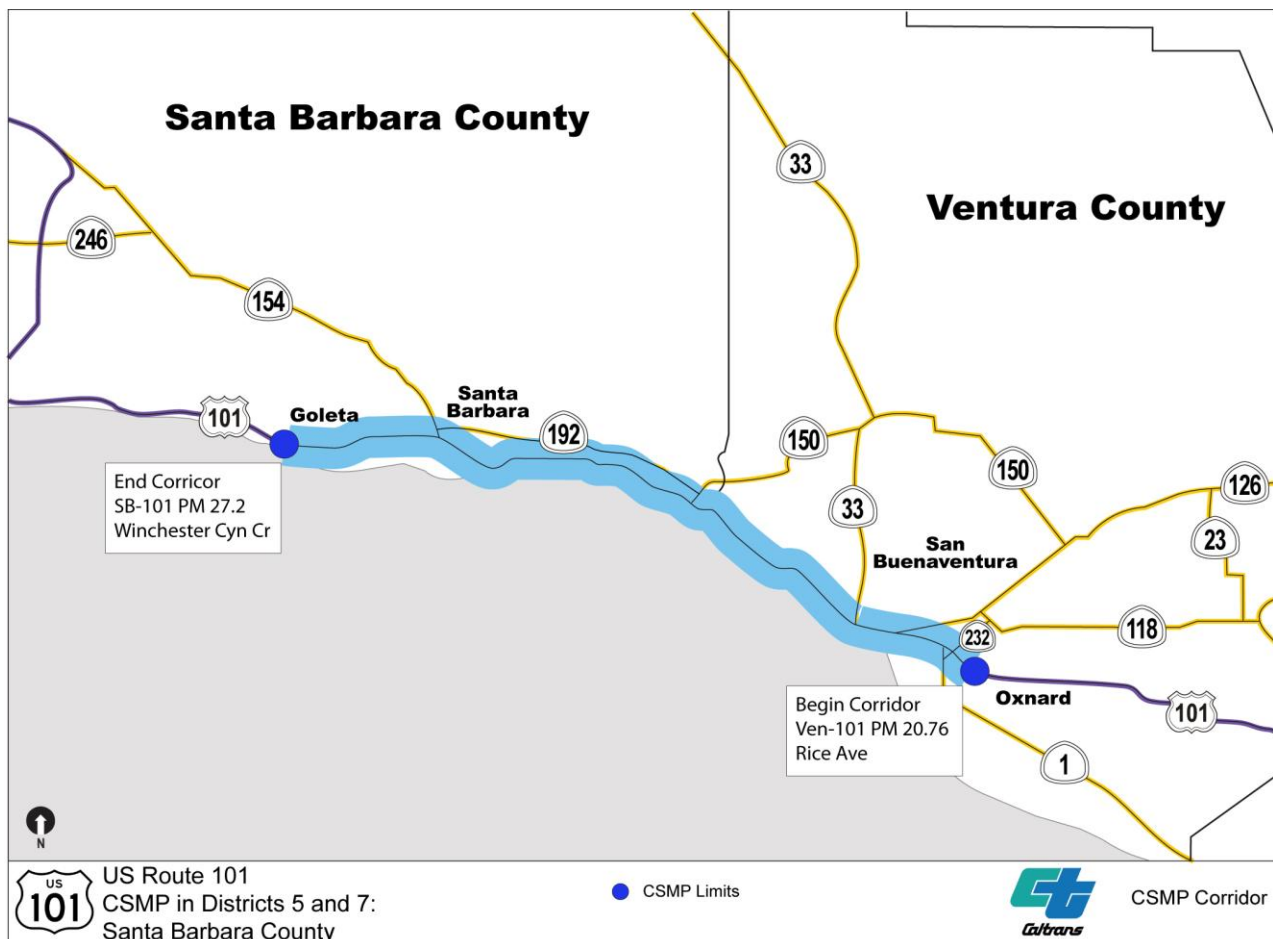 Santa Barbara County
Ventura County
33
246
154
Santa
Barbara
101
Goleta
192
150
150
126
33
23
San
Buenaventura
End Corricor
SB-101 PM 27.2
Winchester Cyn Cr
232
118
Begin Corridor
Ven-101 PM 20.76
Rice Ave
Oxnard
101
1
N
US
101
US Route 101
CSMP in Districts 5 and 7:
Santa Barbara County
CSMP Limits
Caltrans
CSMP Corridor